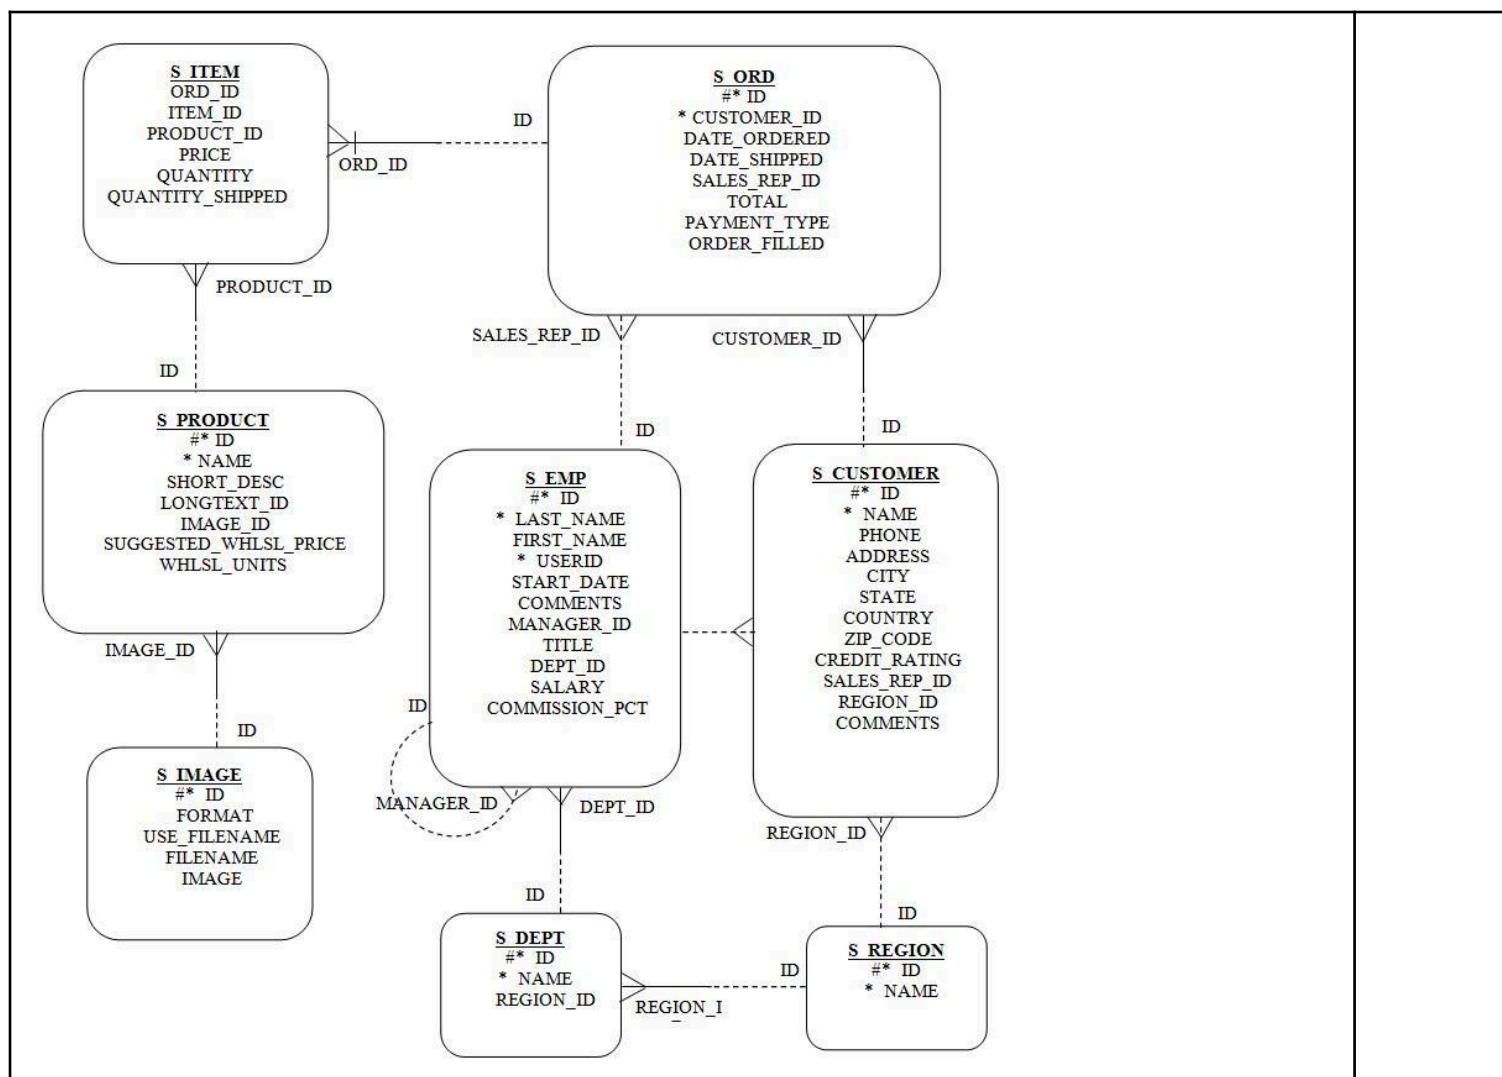 S_ITEM
ORD_ID
ITEM_ID
PRODUCT_ID
PRICE
QUANTITY
QUANTITY_SHIPPED
S_ORD
#* ID
* CUSTOMER_ID
DATE_ORDERED
DATE_SHIPPED
SALES_REP_ID
TOTAL
PAYMENT_TYPE
ORDER_FILLED
ID
ORD_ID
PRODUCT_ID
SALES_REP_ID
CUSTOMER_ID
ID
ID
ID
S_PRODUCT
#* ID
* NAME
SHORT_DESC
LONGTEXT_ID
IMAGE_ID
SUGGESTED_WHLSL_PRICE
WHLSL_UNITS
S_EMP
#* ID
* LAST_NAME
FIRST_NAME
* USERID
START_DATE
COMMENTS
MANAGER_ID
TITLE
DEPT_ID
SALARY
COMMISSION_PCT
S_CUSTOMER
#* ID
* NAME
PHONE
ADDRESS
CITY
STATE
COUNTRY
ZIP_CODE
CREDIT_RATING
SALES_REP_ID
REGION_ID
COMMENTS
IMAGE_ID
ID
ID
S_IMAGE
#* ID
FORMAT
USE_FILENAME
FILENAME
IMAGE
MANAGER_ID
DEPT_ID
REGION_ID
ID
ID
S_DEPT
#* ID
* NAME
REGION_ID
ID
REGION_I
S_REGION
#* ID
* NAME